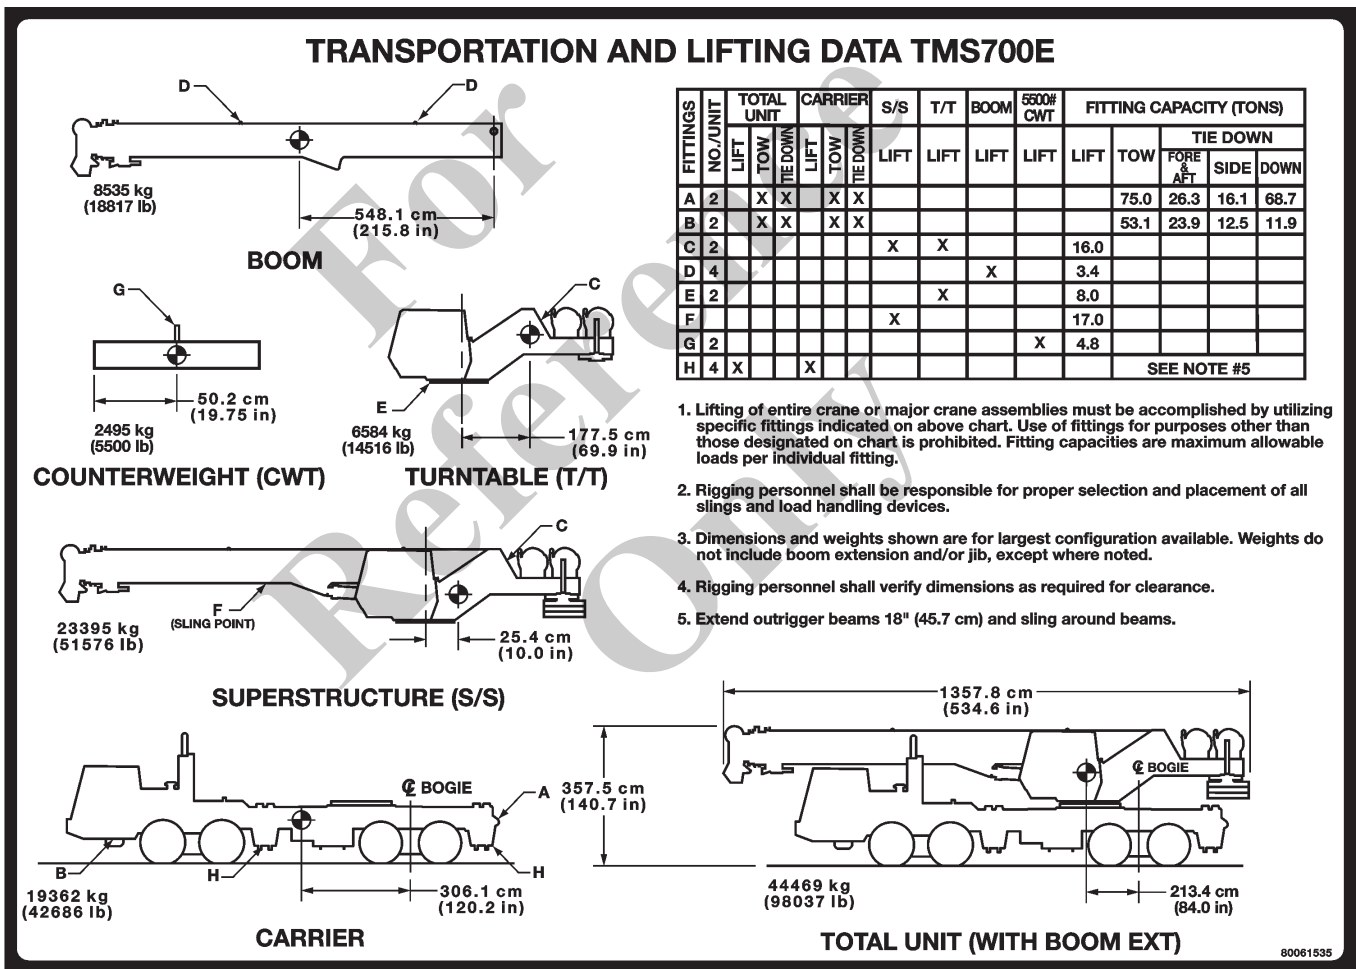 TRANSPORTATION AND LIFTING DATA TMS700E
For
Reference
Only
D
D
8535 kg
(18817 lb)
548.1 cm
(215.8 in)
BOOM
G
50.2 cm
(19.75 in)
2495 kg
(5500 lb)
COUNTERWEIGHT (CWT)
C
E
6584 kg
(14516 lb)
177.5 cm
(69.9 in)
TURNTABLE (T/T)
C
F
(SLING POINT)
23395 kg
(51576 lb)
25.4 cm
(10.0 in)
SUPERSTRUCTURE (S/S)
℄ BOGIE
A
B
H
H
19362 kg
(42686 lb)
306.1 cm
(120.2 in)
CARRIER
FITTINGS NO./UNIT TOTAL UNIT CARRIER S/S T/T BOOM 5500# CWT FITTING CAPACITY (TONS)
LIFT TOW TIE DOWN LIFT TOW TIE DOWN LIFT LIFT LIFT LIFT LIFT TOW TIE DOWN
FORE & AFT SIDE DOWN
A 2 X X X X 75.0 26.3 16.1 68.7
B 2 X X X X 53.1 23.9 12.5 11.9
C 2 X X 16.0
D 4 X 3.4
E 2 X 8.0
F X 17.0
G 2 X 4.8
H 4 X X SEE NOTE #5
1. Lifting of entire crane or major crane assemblies must be accomplished by utilizing
specific fittings indicated on above chart. Use of fittings for purposes other than
those designated on chart is prohibited. Fitting capacities are maximum allowable
loads per individual fitting.
2. Rigging personnel shall be responsible for proper selection and placement of all
slings and load handling devices.
3. Dimensions and weights shown are for largest configuration available. Weights do
not include boom extension and/or jib, except where noted.
4. Rigging personnel shall verify dimensions as required for clearance.
5. Extend outrigger beams 18" (45.7 cm) and sling around beams.
1357.8 cm
(534.6 in)
357.5 cm
(140.7 in)
℄ BOGIE
44469 kg
(98037 lb)
213.4 cm
(84.0 in)
TOTAL UNIT (WITH BOOM EXT)
80061535